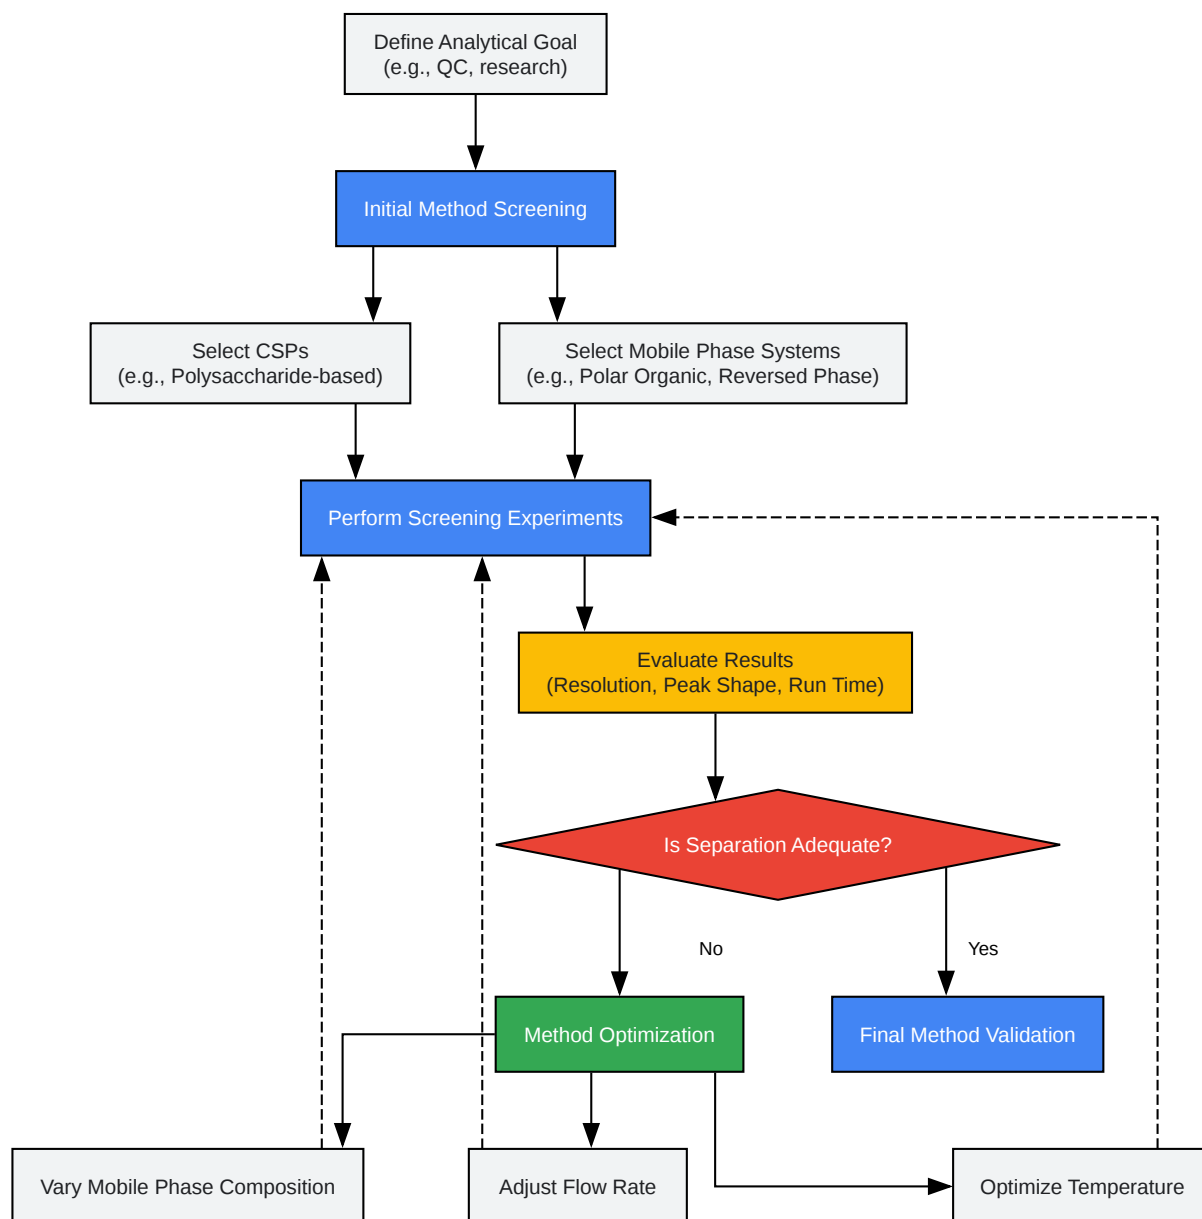 Define Analytical Goal
(e.g., QC, research)
Initial Method Screening
Select CSPs
(e.g., Polysaccharide-based)
Select Mobile Phase Systems
(e.g., Polar Organic, Reversed Phase)
Perform Screening Experiments
Evaluate Results
(Resolution, Peak Shape, Run Time)
Is Separation Adequate?
No
Yes
Method Optimization
Final Method Validation
Vary Mobile Phase Composition
Adjust Flow Rate
Optimize Temperature